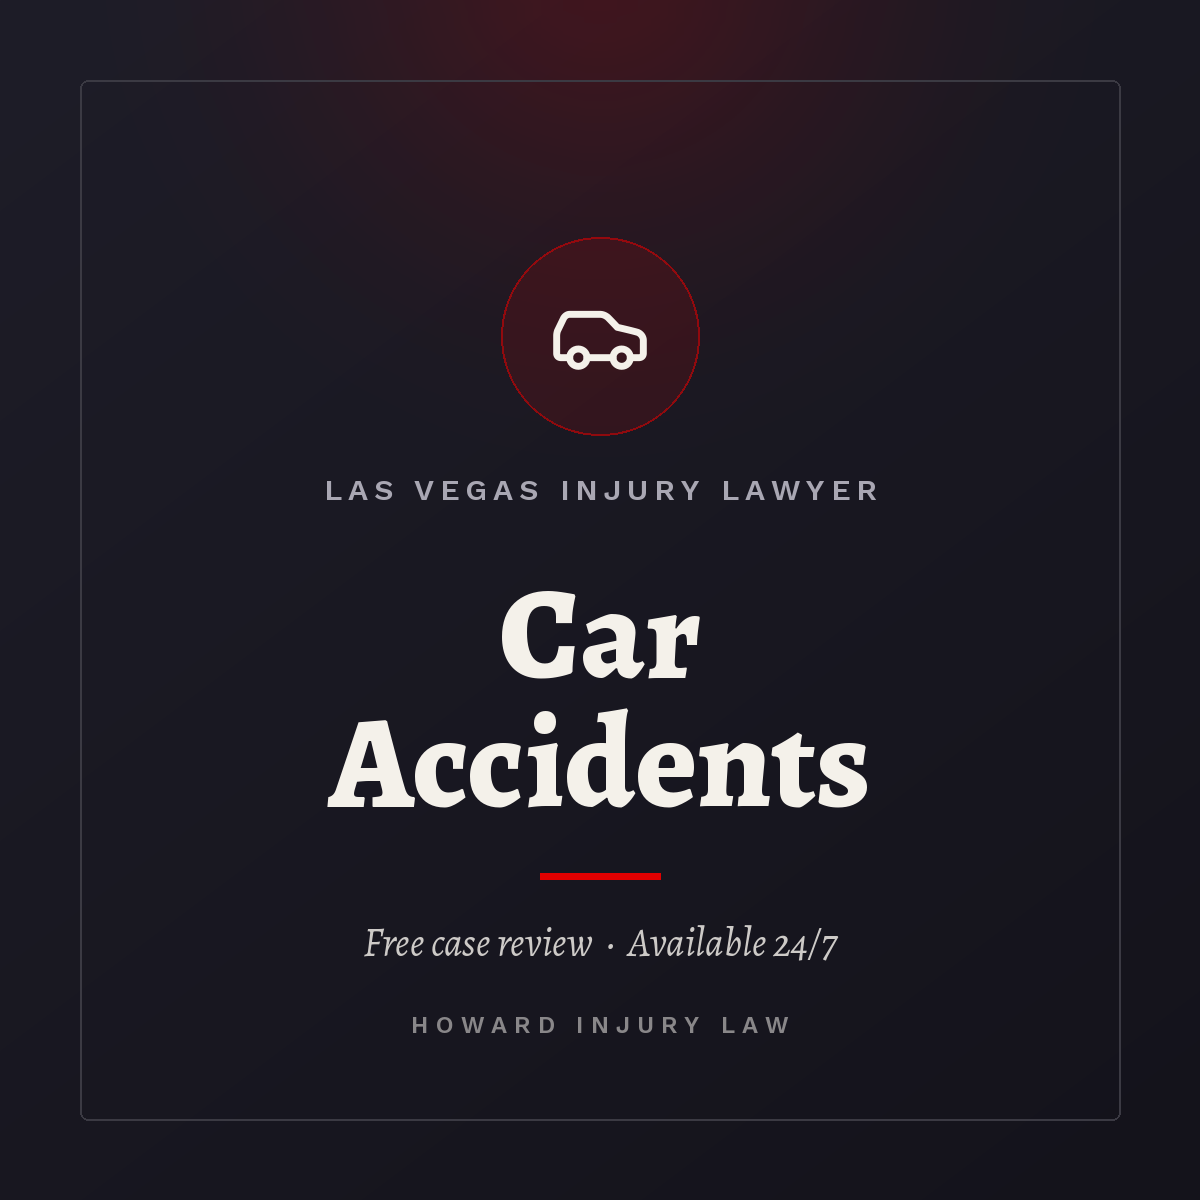 LAS VEGAS INJURY LAWYER
Car
Accidents
Free case review · Available 24/7
HOWARD INJURY LAW